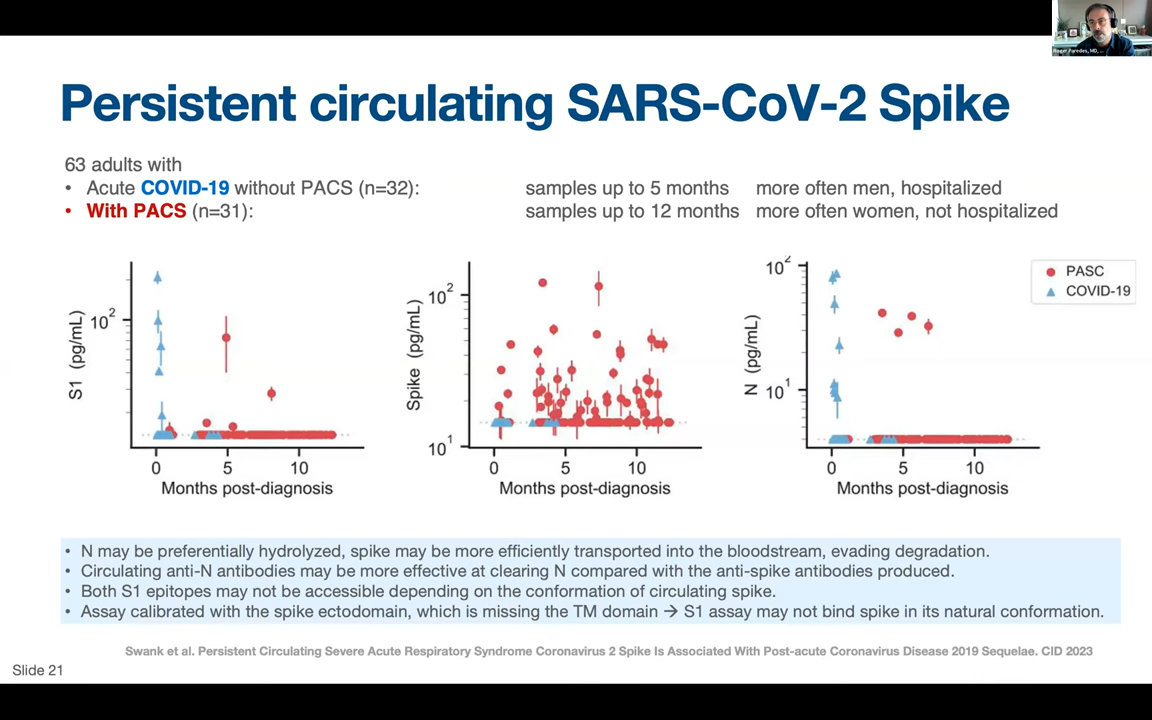 Roger Paredes, MD,
Persistent circulating SARS-CoV-2 Spike
63 adults with
• Acute COVID-19 without PACS (n=32): samples up to 5 months more often men, hospitalized
• With PACS (n=31): samples up to 12 months more often women, not hospitalized
S1 (pg/mL)
10²
0 5 10
Months post-diagnosis
Spike (pg/mL)
10²
10¹
0 5 10
Months post-diagnosis
N (pg/mL)
10²
10¹
0 5 10
Months post-diagnosis
PASC
COVID-19
• N may be preferentially hydrolyzed, spike may be more efficiently transported into the bloodstream, evading degradation.
• Circulating anti-N antibodies may be more effective at clearing N compared with the anti-spike antibodies produced.
• Both S1 epitopes may not be accessible depending on the conformation of circulating spike.
• Assay calibrated with the spike ectodomain, which is missing the TM domain → S1 assay may not bind spike in its natural conformation.
Swank et al. Persistent Circulating Severe Acute Respiratory Syndrome Coronavirus 2 Spike Is Associated With Post-acute Coronavirus Disease 2019 Sequelae. CID 2023
Slide 21